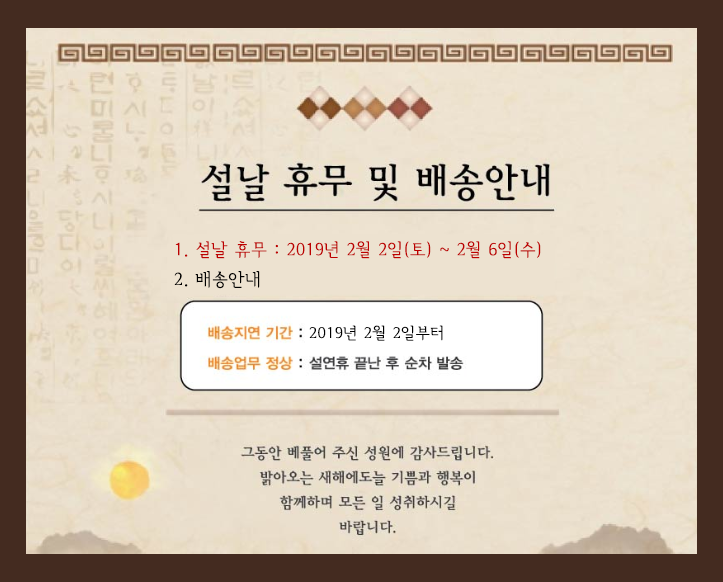 설날 휴무 및 배송안내
1. 설날 휴무 : 2019년 2월 2일(토) ~ 2월 6일(수)
2. 배송안내
배송지연 기간 : 2019년 2월 2일부터
배송업무 정상 : 설연휴 끝난 후 순차 발송
그동안 베풀어 주신 성원에 감사드립니다.
밝아오는 새해에도늘 기쁨과 행복이
함께하며 모든 일 성취하시길
바랍니다.